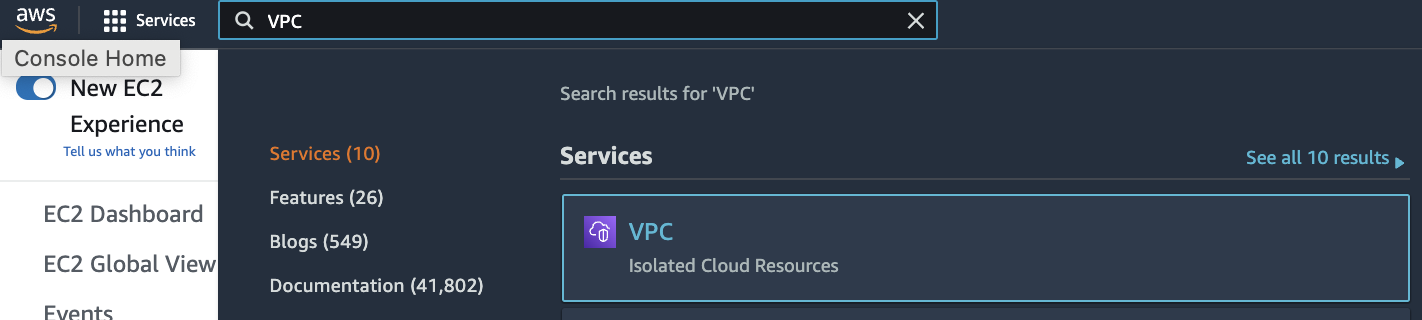 aws
Services
VPC
Console Home
New EC2
Experience
Tell us what you think
EC2 Dashboard
EC2 Global View
Events
Search results for 'VPC'
Services (10)
Features (26)
Blogs (549)
Documentation (41,802)
Services
See all 10 results
VPC
Isolated Cloud Resources